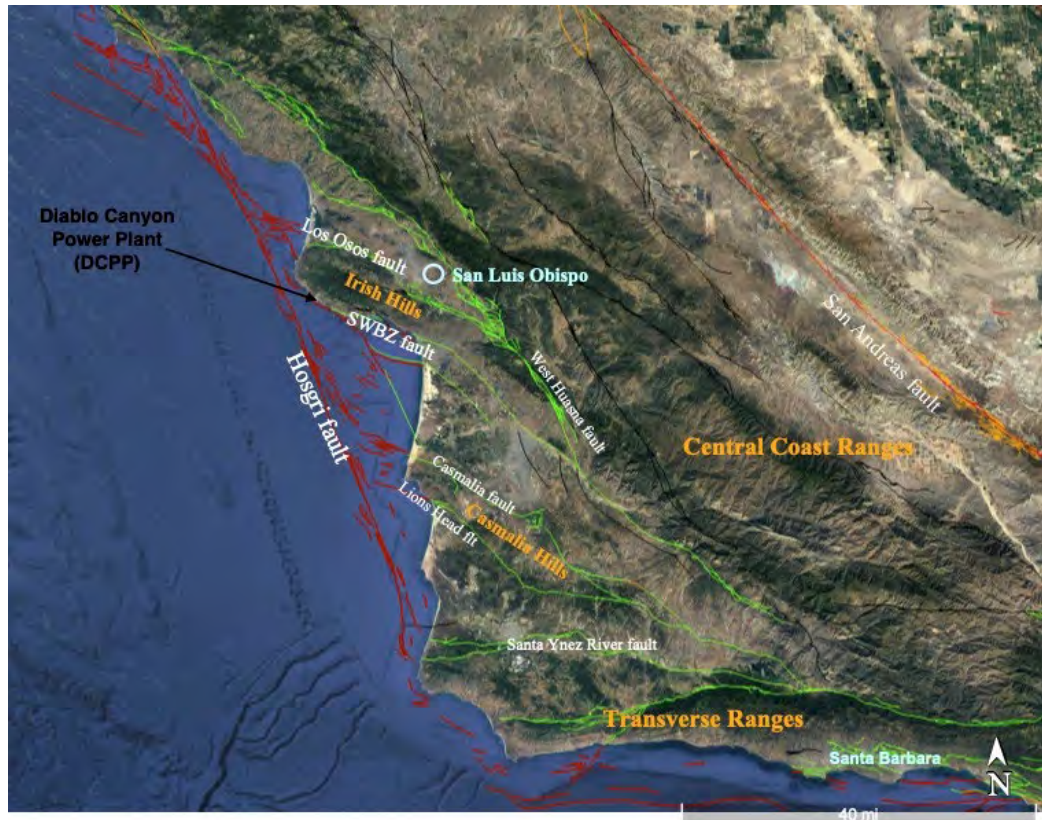 Diablo Canyon
Power Plant
(DCPP)
Los Osos fault
San Luis Obispo
Irish Hills
SWBZ fault
Hosgri fault
West Huasna fault
San Andreas fault
Central Coast Ranges
Casmalia fault
Lions Head flt
Casmalia Hills
Santa Ynez River fault
Transverse Ranges
Santa Barbara
N
40 mi